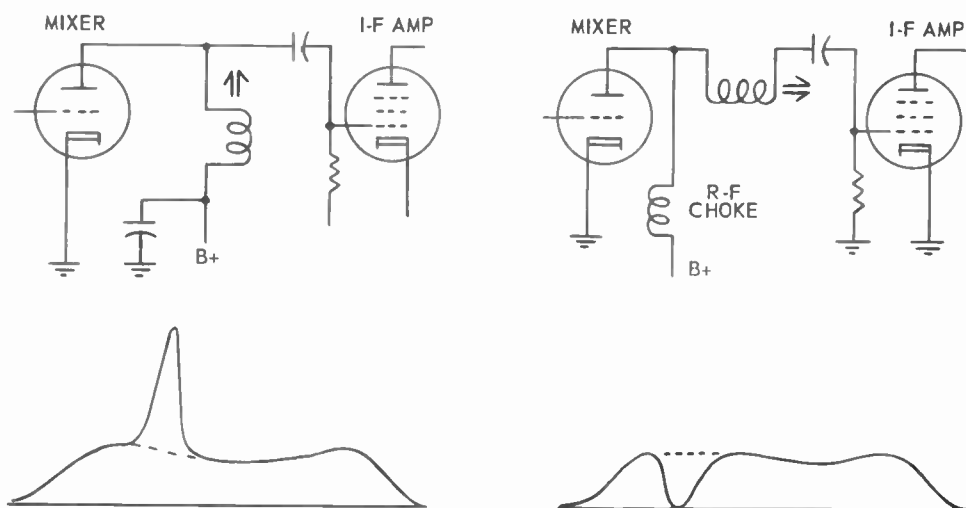 MIXER
I-F AMP
B+
MIXER
I-F AMP
R-F
CHOKE
B+